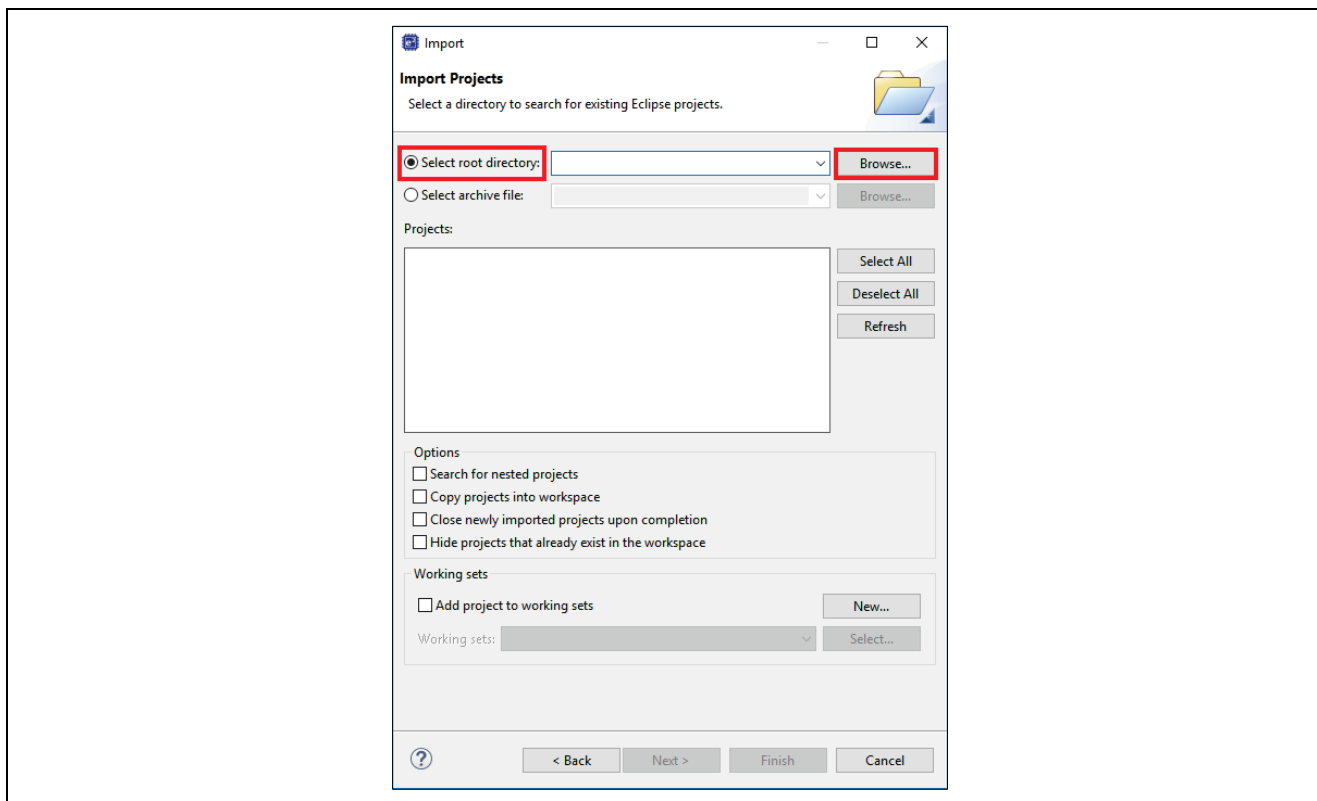 Import
Import Projects
Select a directory to search for existing Eclipse projects.
Select root directory: Browse...
Select archive file: Browse...
Projects:
Select All
Deselect All
Refresh
Options
Search for nested projects
Copy projects into workspace
Close newly imported projects upon completion
Hide projects that already exist in the workspace
Working sets
Add project to working sets New...
Working sets: Select...
? < Back Next > Finish Cancel